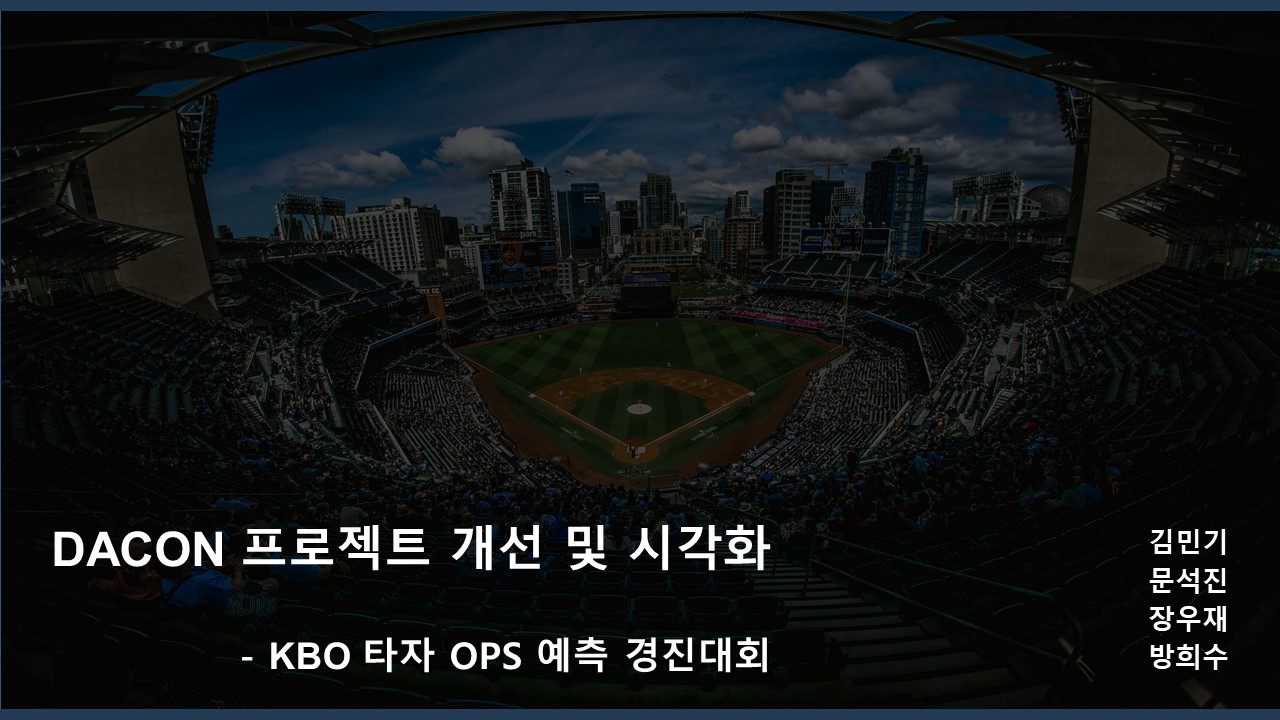 DACON 프로젝트 개선 및 시각화
- KBO 타자 OPS 예측 경진대회
김민기
문석진
장우재
방희수